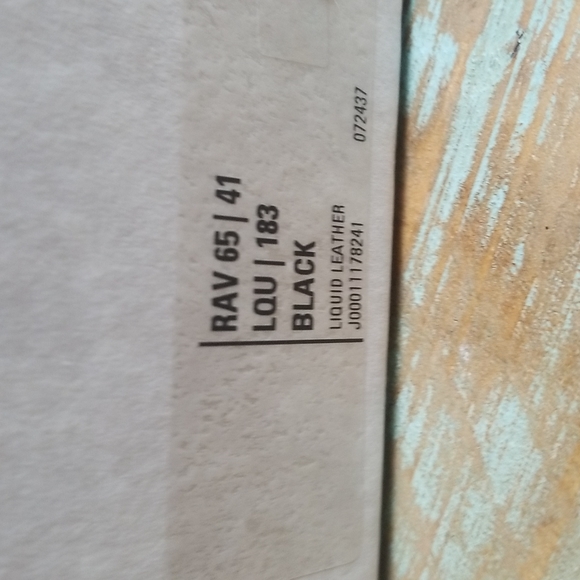 RAV 65 | 41
LQU | 183
BLACK
LIQUID LEATHER
J00011178241
072437